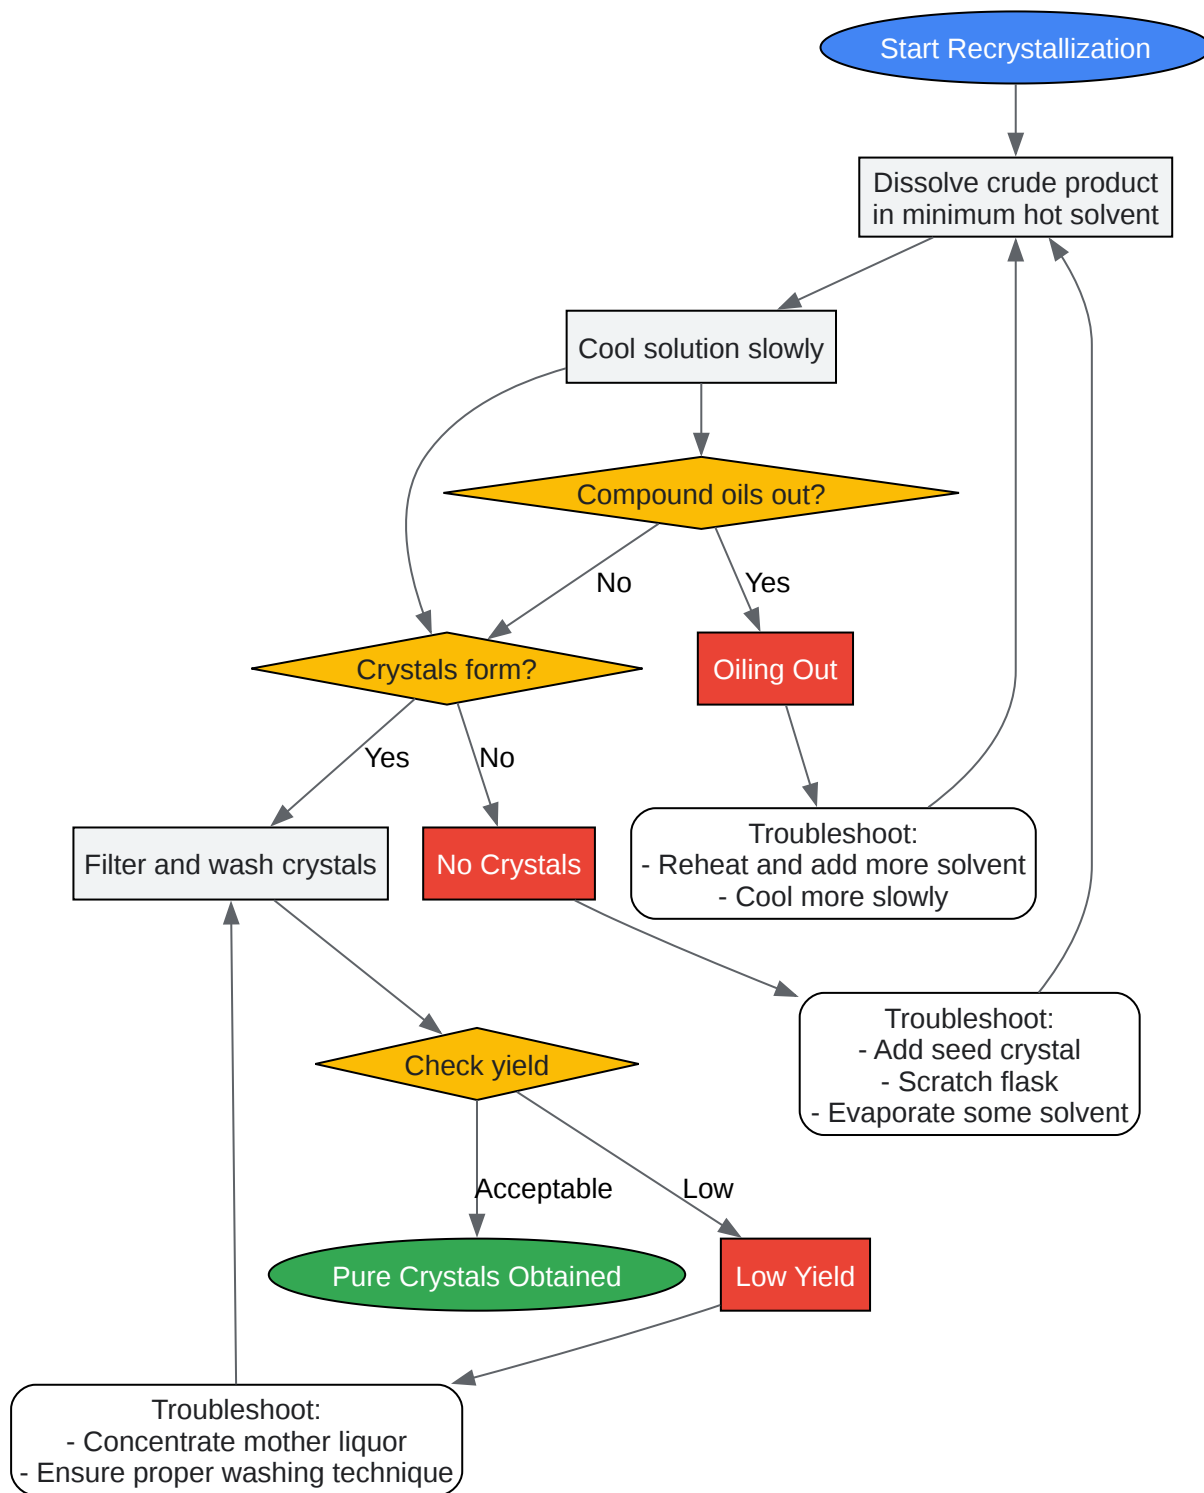 Start Recrystallization
Dissolve crude product
in minimum hot solvent
Cool solution slowly
Compound oils out?
No
Yes
Crystals form?
Oiling Out
Yes
No
Filter and wash crystals
No Crystals
Troubleshoot:
- Reheat and add more solvent
- Cool more slowly
Troubleshoot:
- Add seed crystal
- Scratch flask
- Evaporate some solvent
Check yield
Acceptable
Low
Pure Crystals Obtained
Low Yield
Troubleshoot:
- Concentrate mother liquor
- Ensure proper washing technique